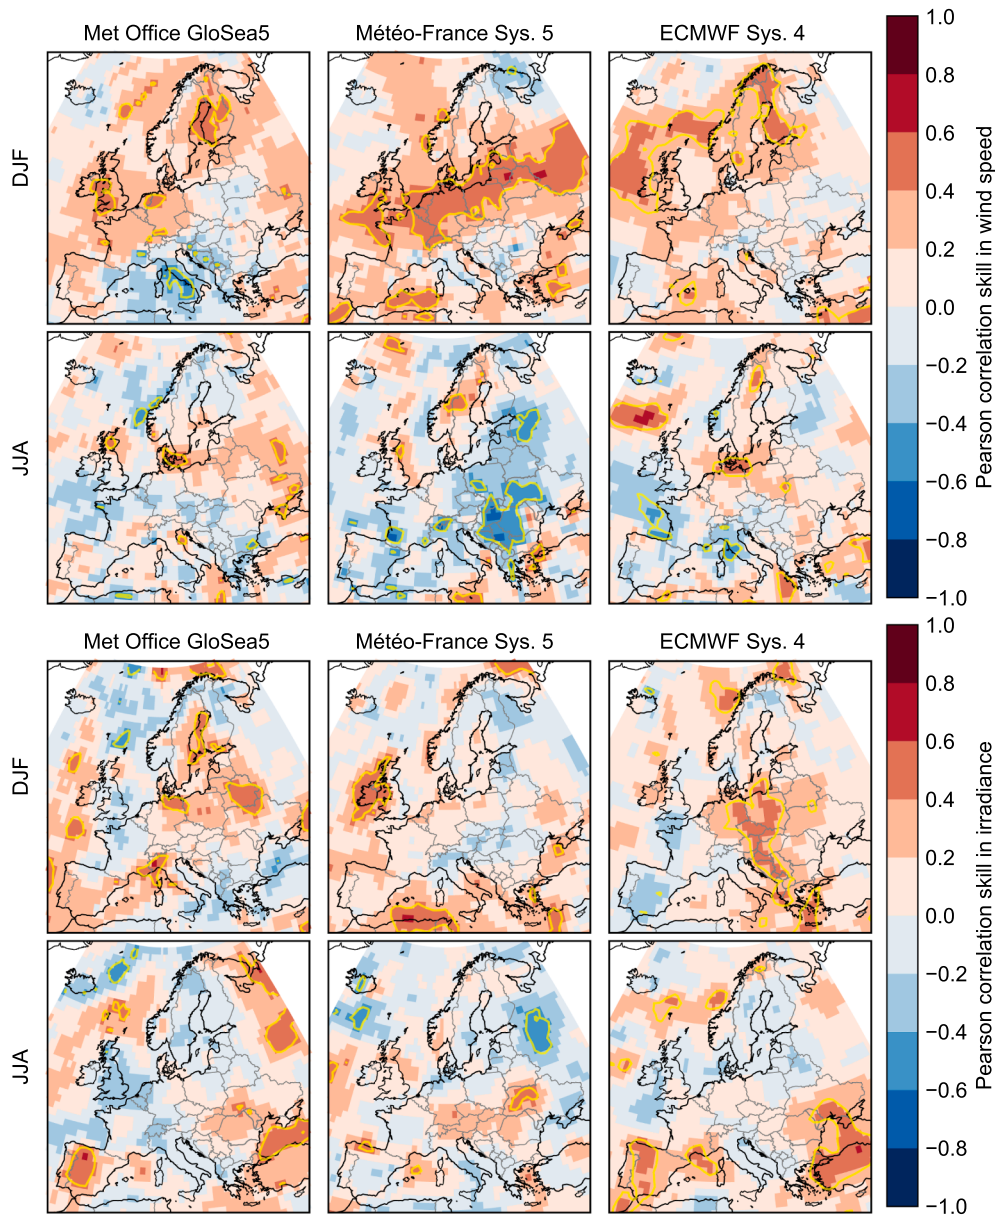 Met Office GloSea5 Météo-France Sys. 5 ECMWF Sys. 4
DJF
JJA
1.0
0.8
0.6
0.4
0.2
0.0
−0.2
−0.4
−0.6
−0.8
−1.0
Pearson correlation skill in wind speed
Met Office GloSea5 Météo-France Sys. 5 ECMWF Sys. 4
DJF
JJA
1.0
0.8
0.6
0.4
0.2
0.0
−0.2
−0.4
−0.6
−0.8
−1.0
Pearson correlation skill in irradiance